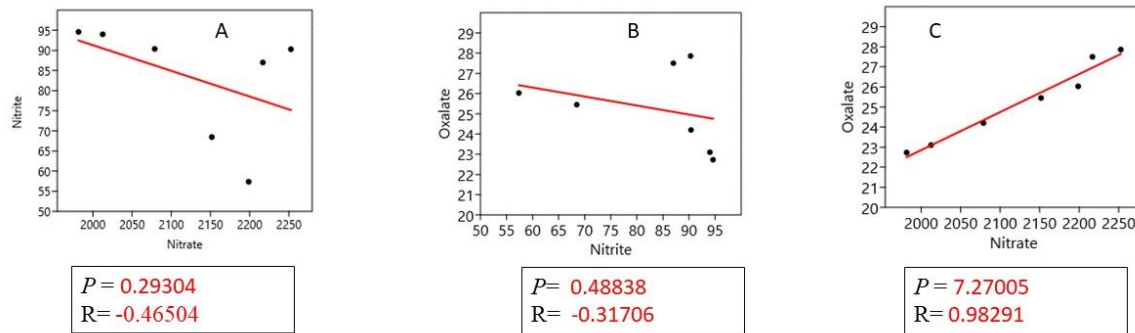 A
Nitrite
95
90
85
80
75
70
65
60
55
50
2000 2050 2100 2150 2200 2250
Nitrate
P = 0.29304
R= -0.46504
B
Oxalate
29
28
27
26
25
24
23
22
21
20
50 55 60 65 70 75 80 85 90 95
Nitrite
P= 0.48838
R= -0.31706
C
Oxalate
29
28
27
26
25
24
23
22
21
20
2000 2050 2100 2150 2200 2250
Nitrate
P = 7.27005
R= 0.98291